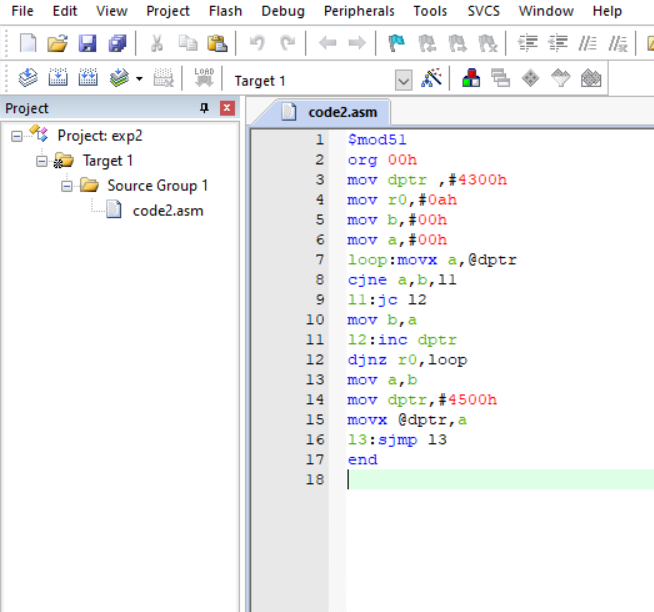 File Edit View Project Flash Debug Peripherals Tools SVCS Window Help
LOAD Target 1
Project
code2.asm
Project: exp2
Target 1
Source Group 1
code2.asm
1 $mod51
2 org 00h
3 mov dptr ,#4300h
4 mov r0,#0ah
5 mov b,#00h
6 mov a,#00h
7 loop:movx a,@dptr
8 cjne a,b,l1
9 l1:jc l2
10 mov b,a
11 l2:inc dptr
12 djnz r0,loop
13 mov a,b
14 mov dptr,#4500h
15 movx @dptr,a
16 l3:sjmp l3
17 end
18